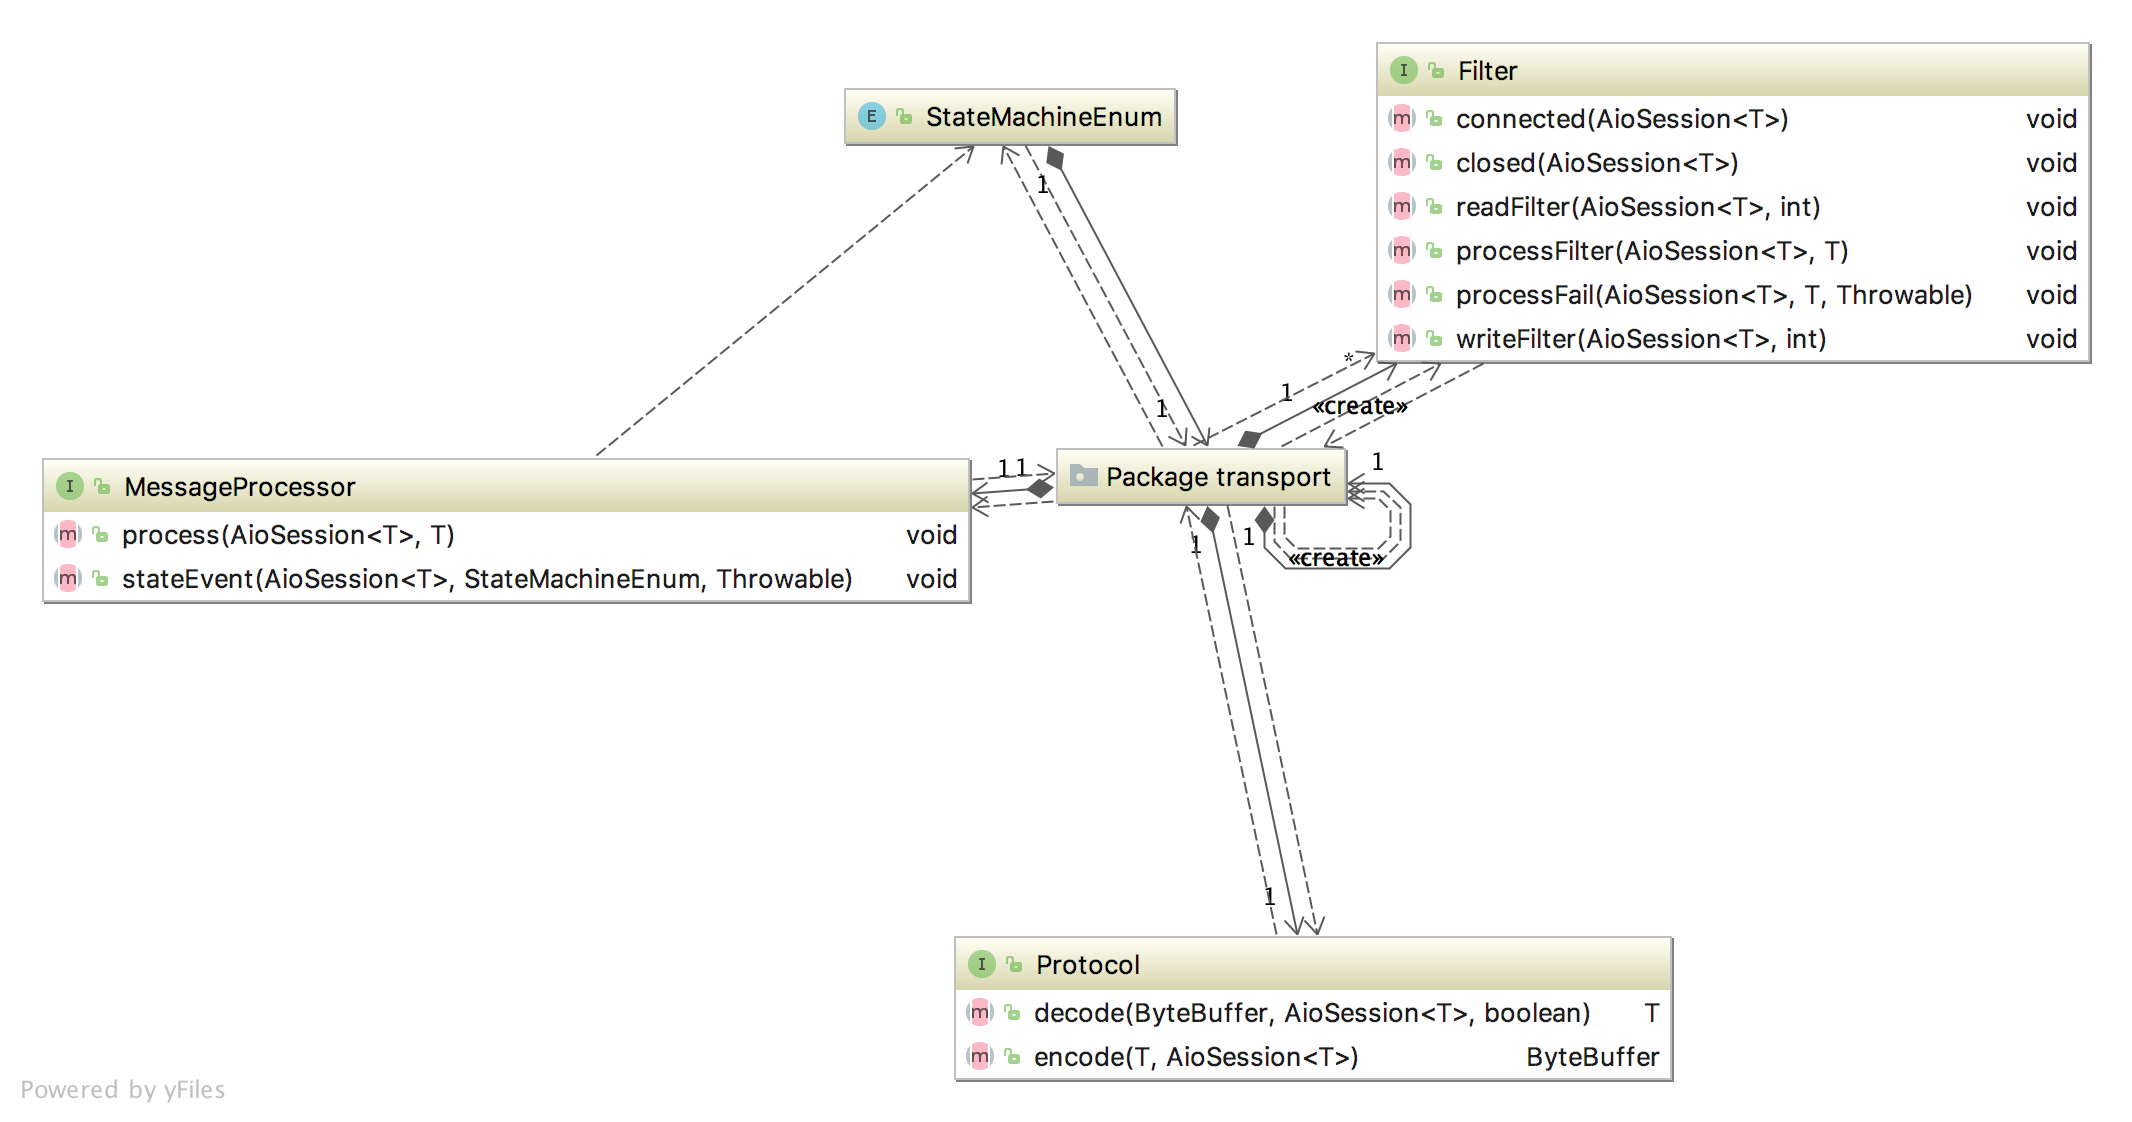 E StateMachineEnum
1
1
I Filter
m connected(AioSession<T>) void
m closed(AioSession<T>) void
m readFilter(AioSession<T>, int) void
m processFilter(AioSession<T>, T) void
m processFail(AioSession<T>, T, Throwable) void
m writeFilter(AioSession<T>, int) void
*
1
«create»
I MessageProcessor
m process(AioSession<T>, T) void
m stateEvent(AioSession<T>, StateMachineEnum, Throwable) void
1 1
Package transport
1
1
1
«create»
1
I Protocol
m decode(ByteBuffer, AioSession<T>, boolean) T
m encode(T, AioSession<T>) ByteBuffer
Powered by yFiles